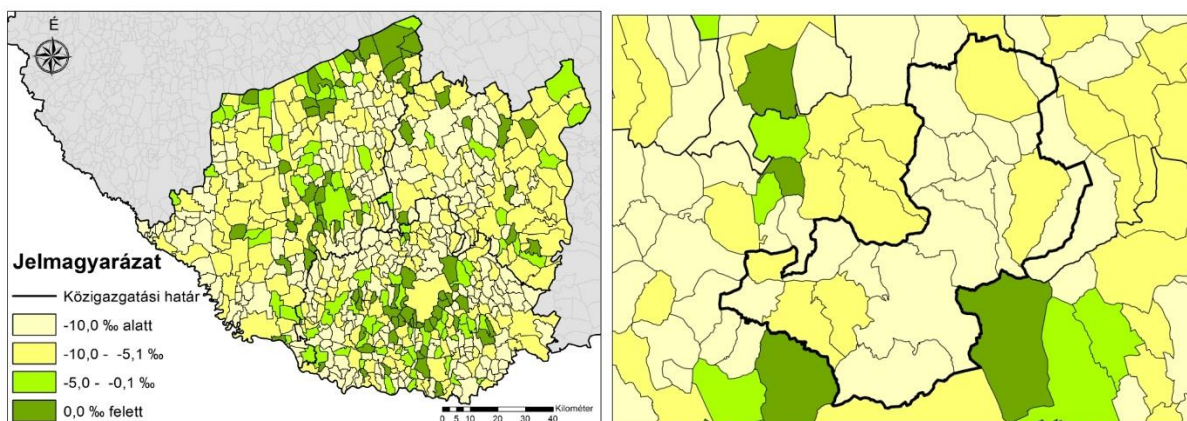 É
Jelmagyarázat
Közigazgatási határ
-10,0 ‰ alatt
-10,0 - -5,1 ‰
-5,0 - -0,1 ‰
0,0 ‰ felett
Kilométer
0 5 10 20 30 40